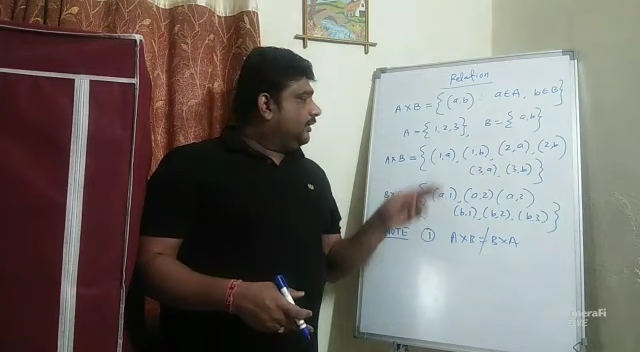 Relation
A×B = {(a,b) : a∈A, b∈B}
A = {1,2,3}, B = {a,b}
A×B = {(1,a), (1,b), (2,a), (2,b)
(3,a), (3,b)}
{(a,1), (a,2) (a,3)
(b,1), (b,2), (b,3)}
NOTE ① A×B ≠ B×A